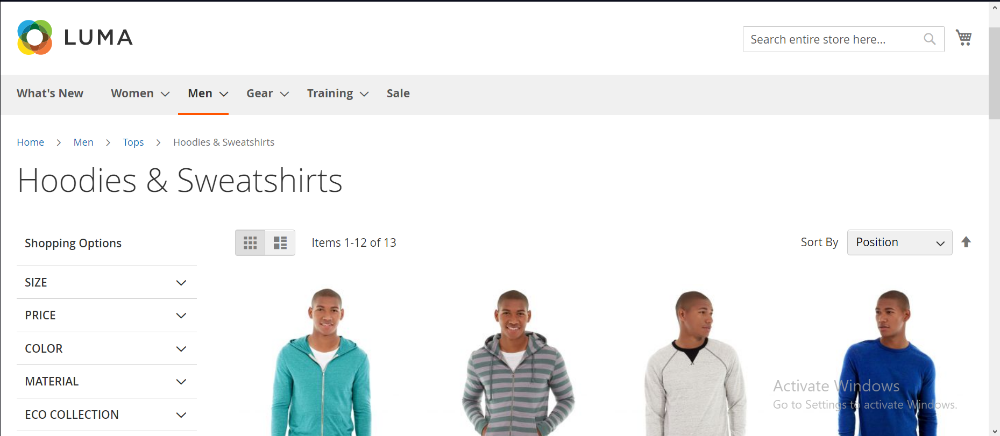 LUMA
Search entire store here...
What's New Women Men Gear Training Sale
Home Men Tops Hoodies & Sweatshirts
Hoodies & Sweatshirts
Shopping Options
Items 1-12 of 13
Sort By Position
SIZE
PRICE
COLOR
MATERIAL
ECO COLLECTION
Activate Windows
Go to Settings to activate Windows.